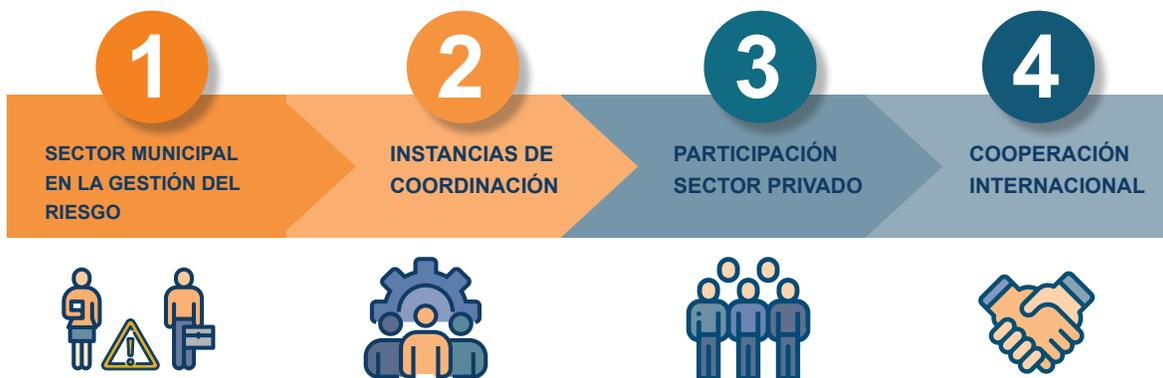 1
SECTOR MUNICIPAL
EN LA GESTIÓN DEL
RIESGO
2
INSTANCIAS DE
COORDINACIÓN
3
PARTICIPACIÓN
SECTOR PRIVADO
4
COOPERACIÓN
INTERNACIONAL